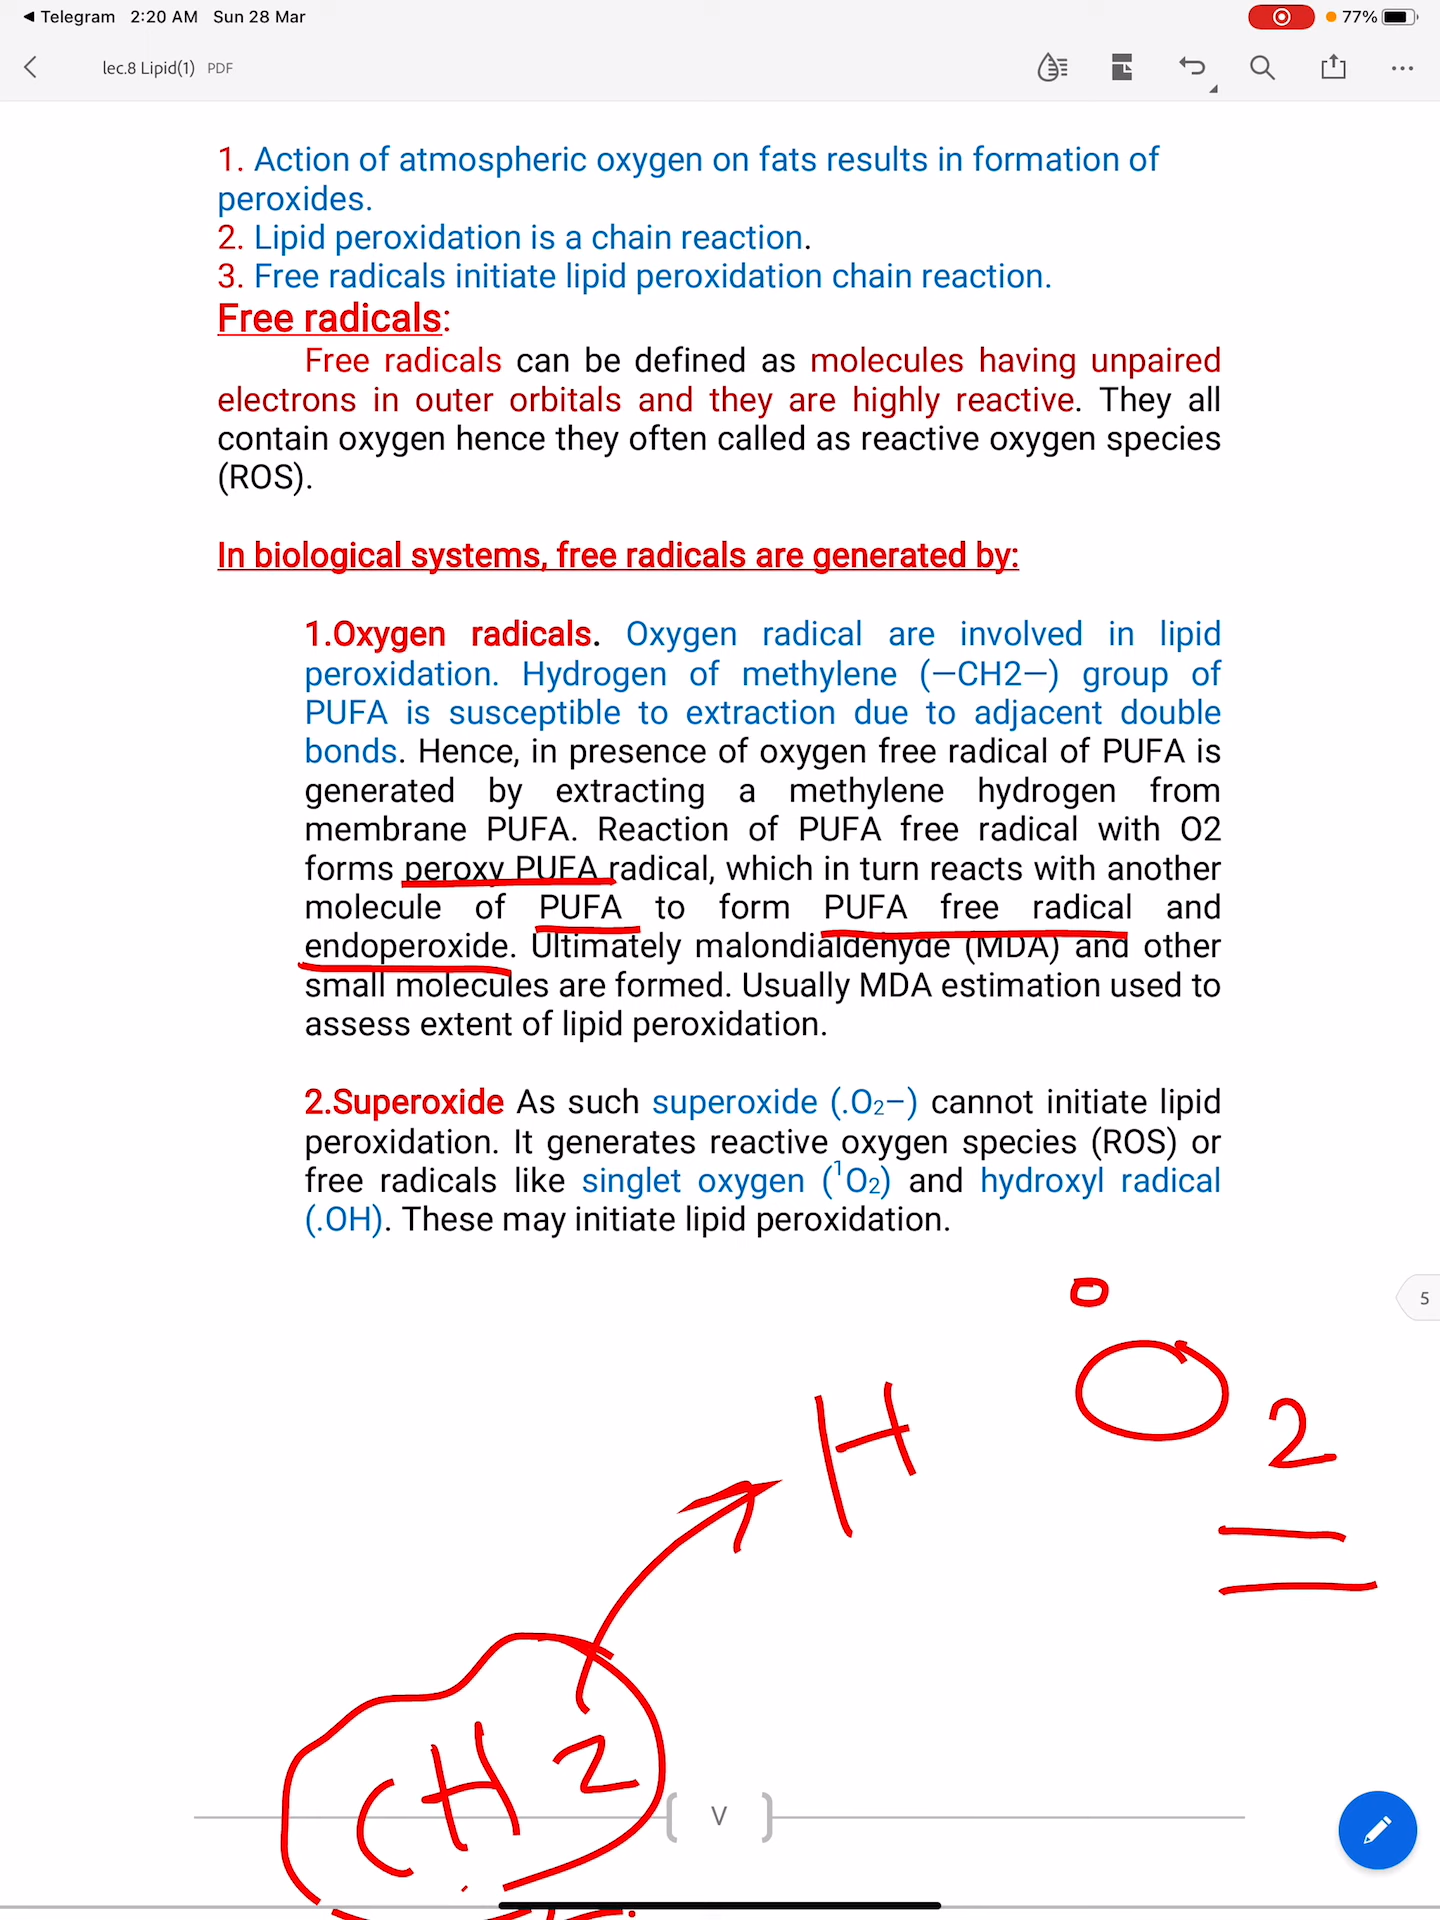 ◀ Telegram 2:20 AM Sun 28 Mar 77%
lec.8 Lipid(1) PDF
1. Action of atmospheric oxygen on fats results in formation of
peroxides.
2. Lipid peroxidation is a chain reaction.
3. Free radicals initiate lipid peroxidation chain reaction.
Free radicals:
Free radicals can be defined as molecules having unpaired
electrons in outer orbitals and they are highly reactive. They all
contain oxygen hence they often called as reactive oxygen species
(ROS).
In biological systems, free radicals are generated by:
1.Oxygen radicals. Oxygen radical are involved in lipid
peroxidation. Hydrogen of methylene (—CH2—) group of
PUFA is susceptible to extraction due to adjacent double
bonds. Hence, in presence of oxygen free radical of PUFA is
generated by extracting a methylene hydrogen from
membrane PUFA. Reaction of PUFA free radical with O2
forms peroxy PUFA radical, which in turn reacts with another
molecule of PUFA to form PUFA free radical and
endoperoxide. Ultimately malondialdehyde (MDA) and other
small molecules are formed. Usually MDA estimation used to
assess extent of lipid peroxidation.
2.Superoxide As such superoxide (.O₂−) cannot initiate lipid
peroxidation. It generates reactive oxygen species (ROS) or
free radicals like singlet oxygen (¹O₂) and hydroxyl radical
(.OH). These may initiate lipid peroxidation.
5
H O2
CH2
V